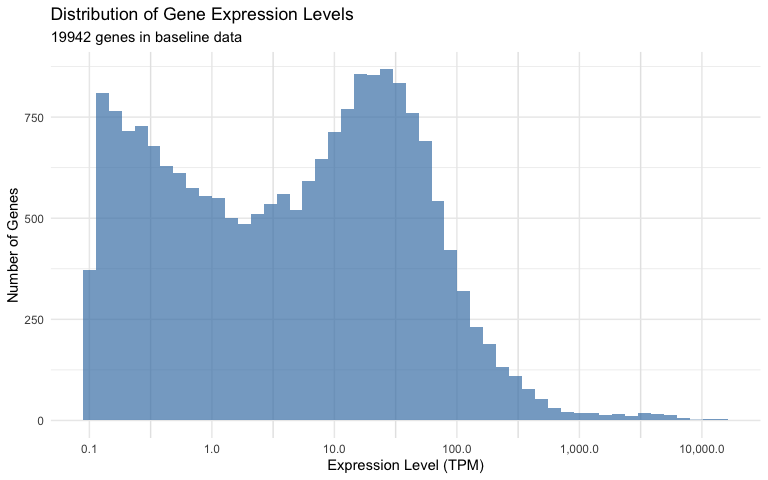 Distribution of Gene Expression Levels
19942 genes in baseline data
Number of Genes
750
500
250
0
0.1 1.0 10.0 100.0 1,000.0 10,000.0
Expression Level (TPM)